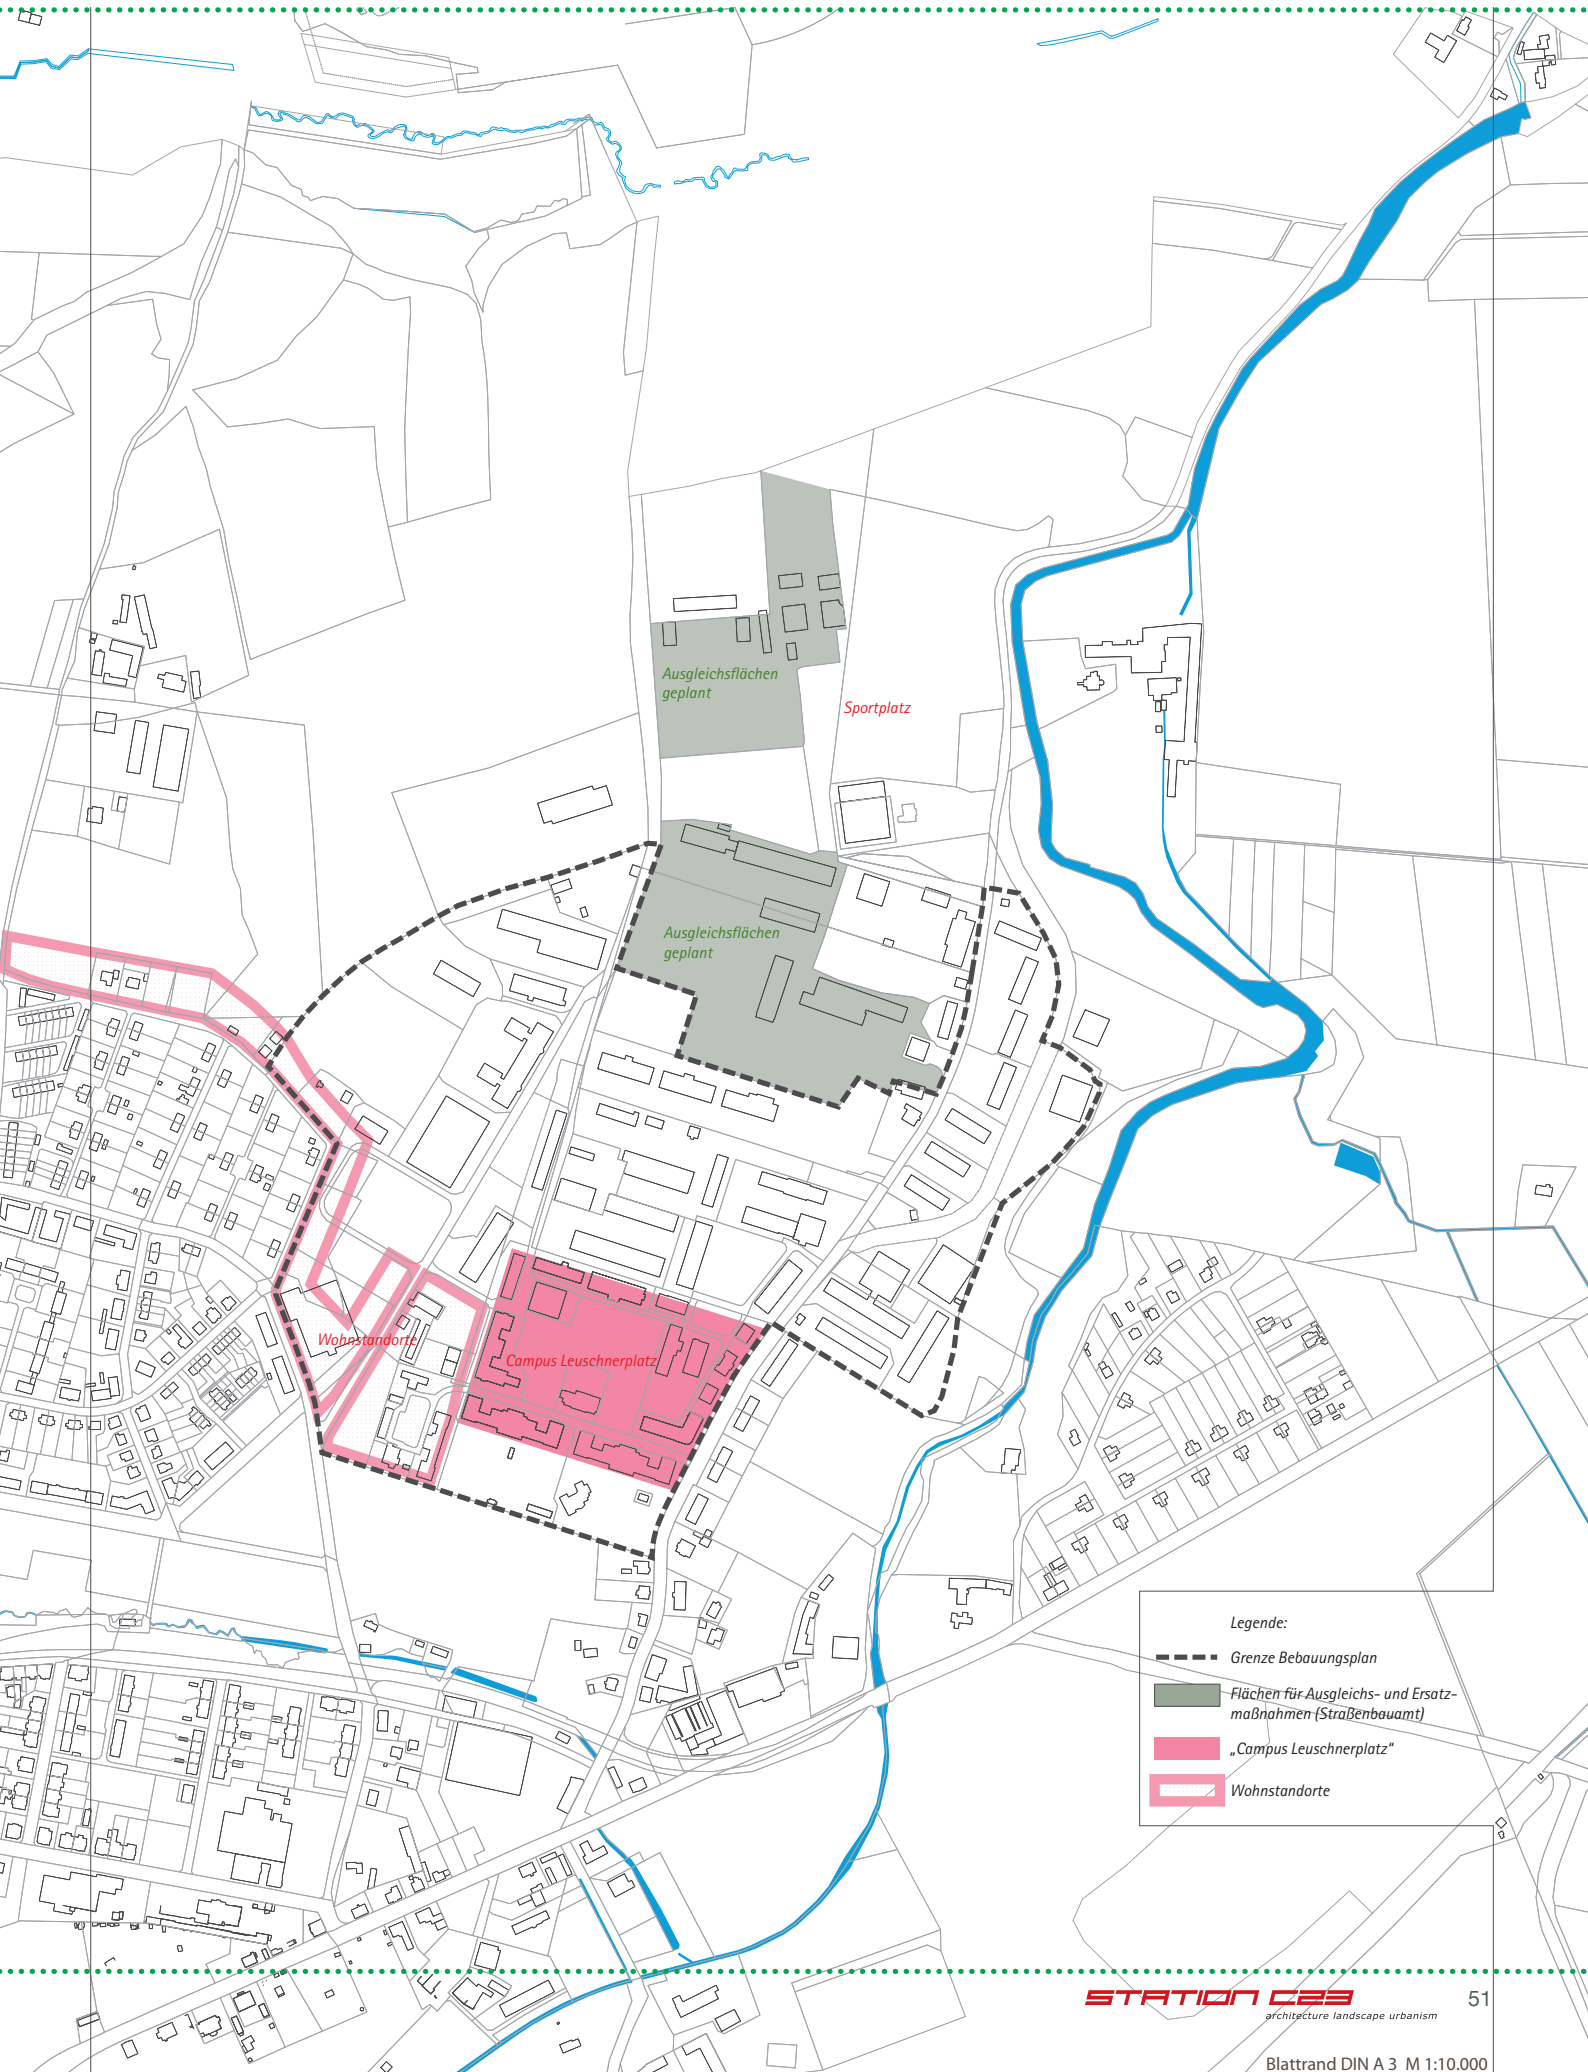 Ausgleichsflächen
geplant
Sportplatz
Ausgleichsflächen
geplant
Wohnstandorte
Campus Leuschnerplatz
Legende:
Grenze Bebauungsplan
Flächen für Ausgleichs- und Ersatz-
maßnahmen (Straßenbauamt)
„Campus Leuschnerplatz“
Wohnstandorte
STATION C23
51
architecture landscape urbanism
Blattrand DIN A 3 M 1:10.000